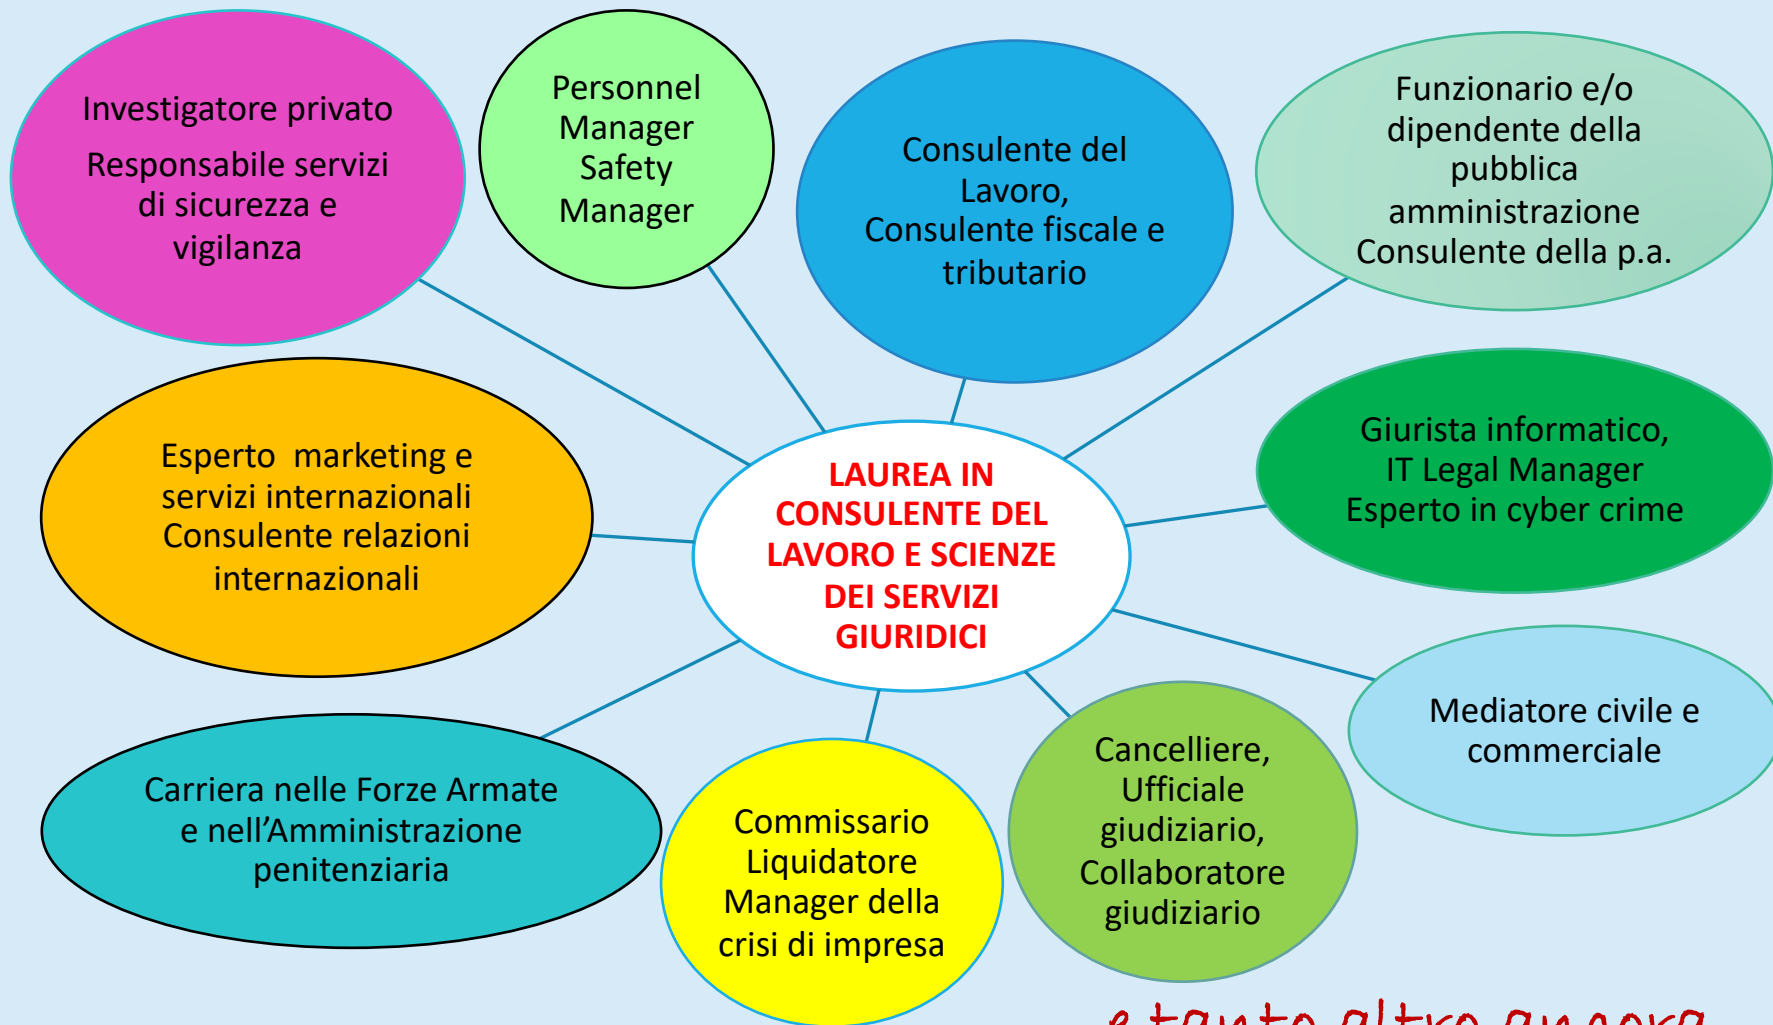 Investigatore privato
Responsabile servizi
di sicurezza e
vigilanza
Personnel
Manager
Safety
Manager
Consulente del
Lavoro,
Consulente fiscale e
tributario
Funzionario e/o
dipendente della
pubblica
amministrazione
Consulente della p.a.
Esperto  marketing e
servizi internazionali
Consulente relazioni
internazionali
LAUREA IN
CONSULENTE DEL
LAVORO E SCIENZE
DEI SERVIZI
GIURIDICI
Giurista informatico,
IT Legal Manager
Esperto in cyber crime
Carriera nelle Forze Armate
e nell’Amministrazione
penitenziaria
Commissario
Liquidatore
Manager della
crisi di impresa
Cancelliere,
Ufficiale
giudiziario,
Collaboratore
giudiziario
Mediatore civile e
commerciale
e tanto altro ancora